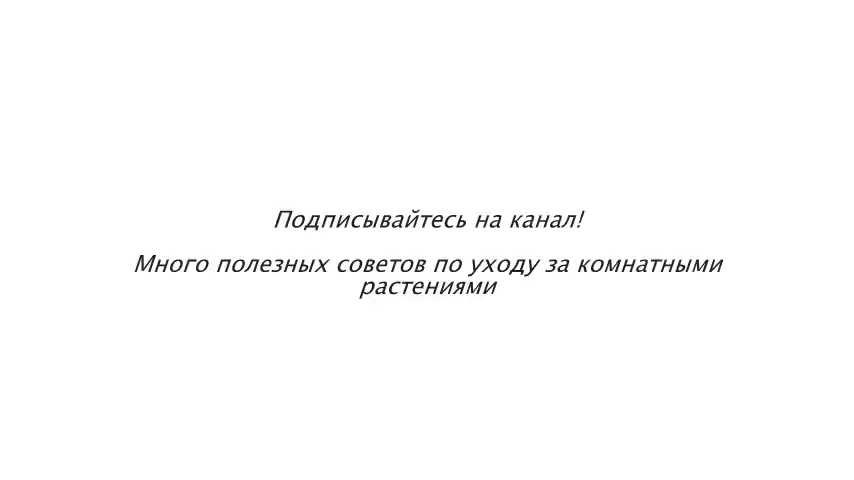 Подписывайтесь на канал!
Много полезных советов по уходу за комнатными
растениями